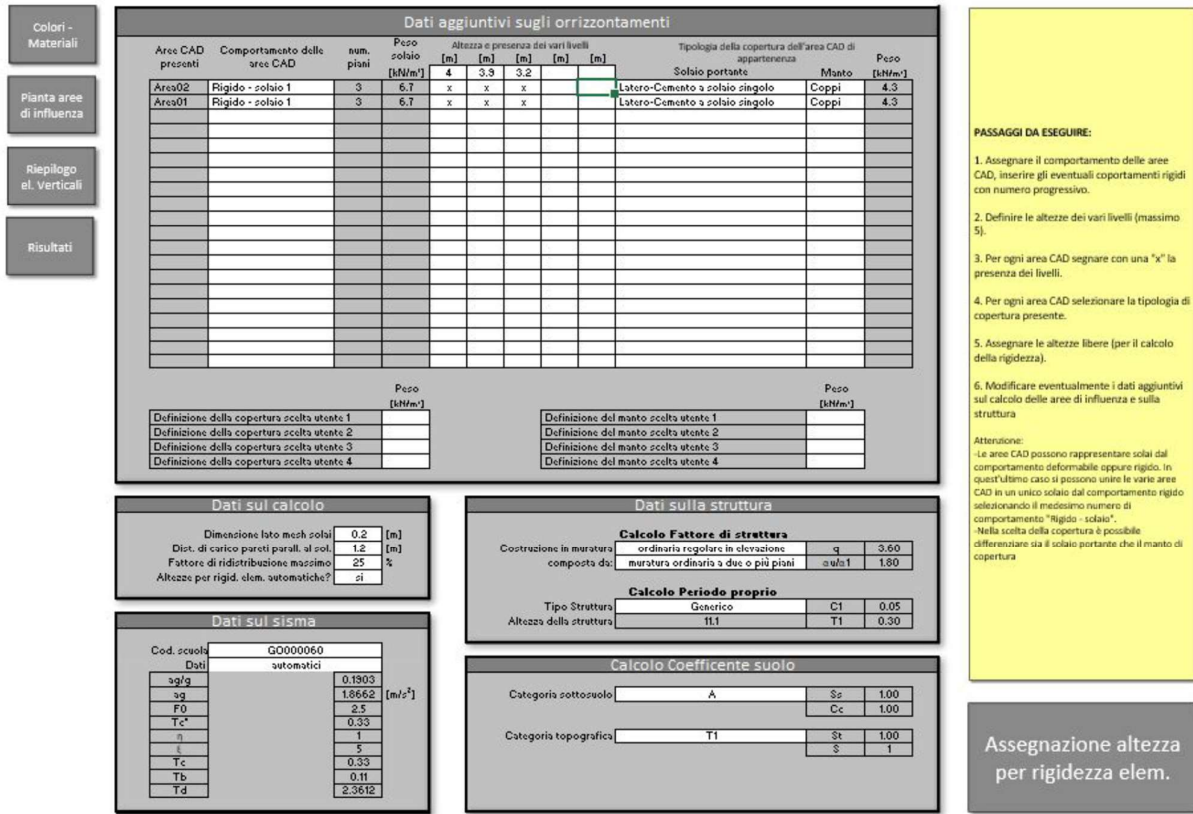 Colori -
Materiali
Pianta aree
di influenza
Riepilogo
el. Verticali
Risultati
Dati aggiuntivi sugli orrizzontamenti
Aree CAD
presenti
Comportamento delle
aree CAD
num.
piani
Peso
solaio
[kN/m²]
Altezza e presenza dei vari livelli
[m] [m] [m] [m] [m]
4 3.9 3.2
Tipologia della copertura dell'area CAD di
appartenenza
Solaio portante Manto
Peso
[kN/m²]
Area02 Rigido - solaio 1 3 6.7 x x x Latero-Cemento a solaio singolo Coppi 4.3
Area01 Rigido - solaio 1 3 6.7 x x x Latero-Cemento a solaio singolo Coppi 4.3
Peso
[kN/m²]
Definizione della copertura scelta utente 1
Definizione della copertura scelta utente 2
Definizione della copertura scelta utente 3
Definizione della copertura scelta utente 4
Peso
[kN/m²]
Definizione del manto scelta utente 1
Definizione del manto scelta utente 2
Definizione del manto scelta utente 3
Definizione del manto scelta utente 4
Dati sul calcolo
Dimensione lato mesh solai 0.2 [m]
Dist. di carico pareti parall. al sol. 1.2 [m]
Fattore di ridistribuzione massimo 25 %
Altezze per rigid. elem. automatiche? si
Dati sul sisma
Cod. scuola GO000060
Dati automatici
ag/g 0.1903
ag 1.8662 [m/s²]
F0 2.5
Tc* 0.33
η 1
ξ 5
Tc 0.33
Tb 0.11
Td 2.3612
Dati sulla struttura
Calcolo Fattore di struttura
Costruzione in muratura ordinaria regolare in elevazione q 3.60
composta da: muratura ordinaria a due o più piani αu/α1 1.80
Calcolo Periodo proprio
Tipo Struttura Generico C1 0.05
Altezza della struttura 11.1 T1 0.30
Calcolo Coefficente suolo
Categoria sottosuolo A Ss 1.00
Cc 1.00
Categoria topografica T1 St 1.00
S 1
PASSAGGI DA ESEGUIRE:
1. Assegnare il comportamento delle aree
CAD, inserire gli eventuali coportamenti rigidi
con numero progressivo.
2. Definire le altezze dei vari livelli (massimo
5).
3. Per ogni area CAD segnare con una "x" la
presenza dei livelli.
4. Per ogni area CAD selezionare la tipologia di
copertura presente.
5. Assegnare le altezze libere (per il calcolo
della rigidezza).
6. Modificare eventualmente i dati aggiuntivi
sul calcolo delle aree di influenza e sulla
struttura
Attenzione:
-Le aree CAD possono rappresentare solai dal
comportamento deformabile oppure rigido. In
quest'ultimo caso si possono unire le varie aree
CAD in un unico solaio dal comportamento rigido
selezionando il medesimo numero di
comportamento "Rigido - solaio".
-Nella scelta della copertura è possibile
differenziare sia il solaio portante che il manto di
copertura
Assegnazione altezza
per rigidezza elem.